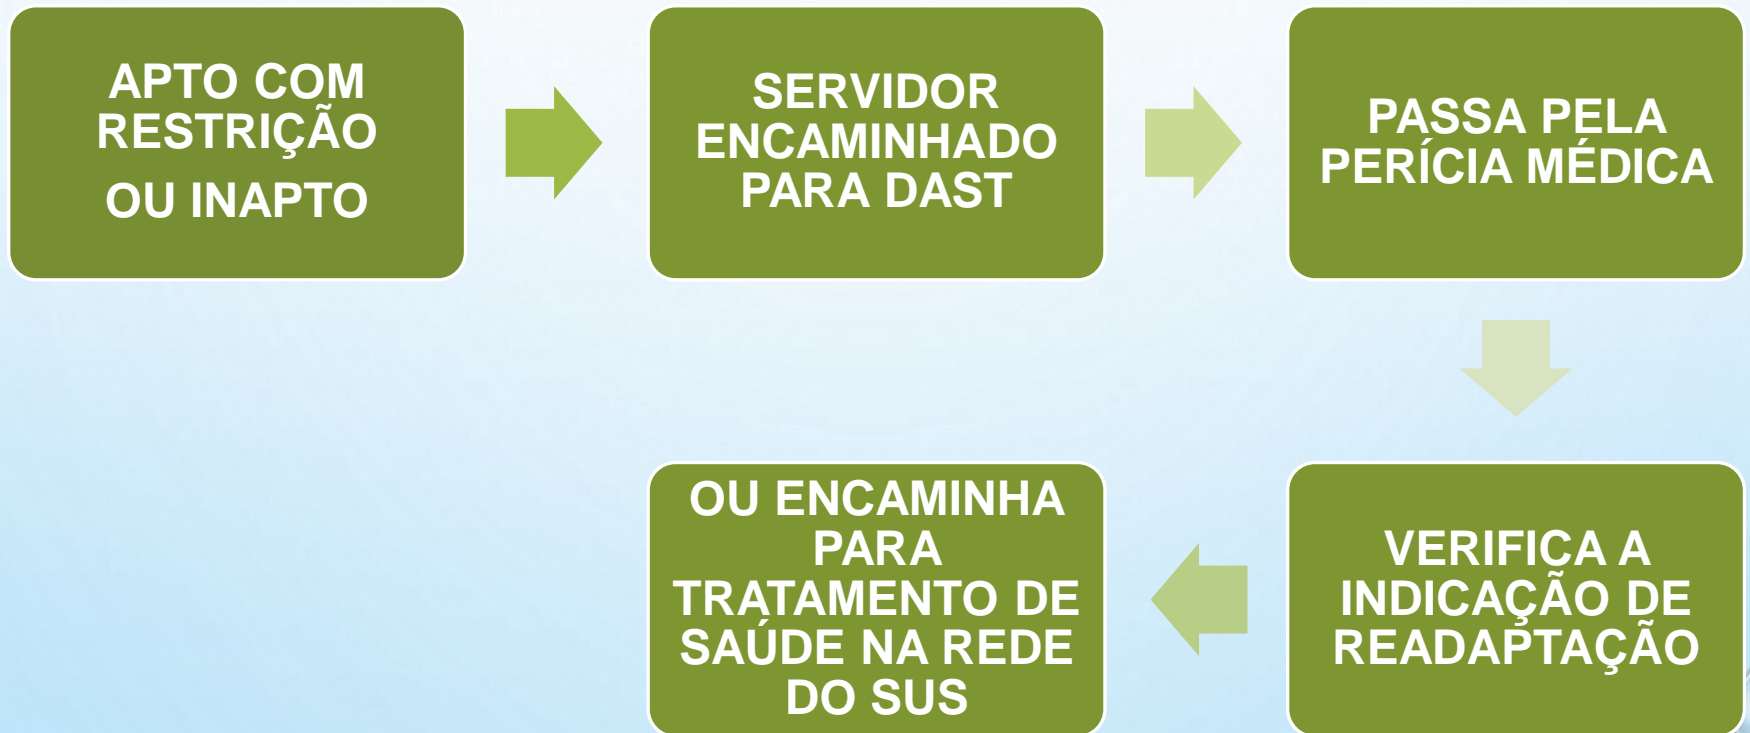 APTO COM
RESTRIÇÃO
OU INAPTO
SERVIDOR
ENCAMINHADO
PARA DAST
PASSA PELA
PERÍCIA MÉDICA
VERIFICA A
INDICAÇÃO DE
READAPTAÇÃO
OU ENCAMINHA
PARA
TRATAMENTO DE
SAÚDE NA REDE
DO SUS